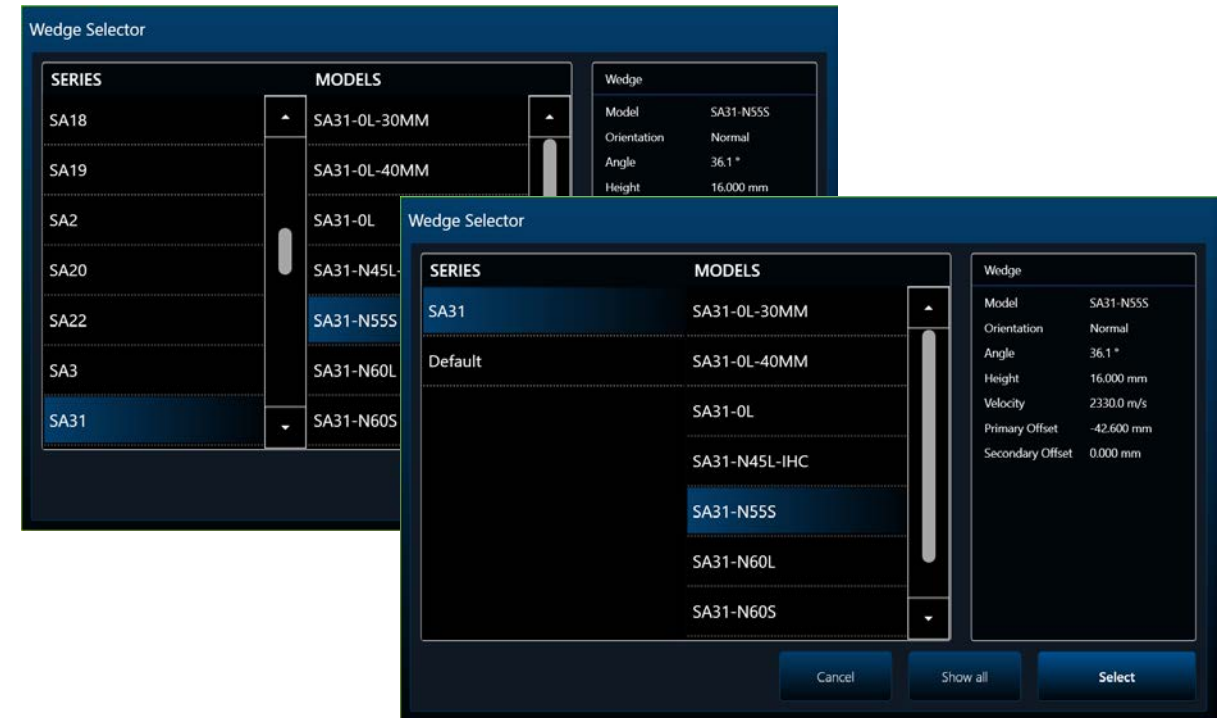 Wedge Selector
SERIES MODELS
SA18 SA31-0L-30MM
SA19 SA31-0L-40MM
SA2 SA31-0L
SA20 SA31-N45L-
SA22 SA31-N55S
SA3 SA31-N60L
SA31 SA31-N60S
Wedge
Model SA31-N55S
Orientation Normal
Angle 36.1 °
Height 16.000 mm
Wedge Selector
SERIES MODELS
SA31 SA31-0L-30MM
Default SA31-0L-40MM
SA31-0L
SA31-N45L-IHC
SA31-N55S
SA31-N60L
SA31-N60S
Wedge
Model SA31-N55S
Orientation Normal
Angle 36.1 °
Height 16.000 mm
Velocity 2330.0 m/s
Primary Offset -42.600 mm
Secondary Offset 0.000 mm
Cancel Show all Select